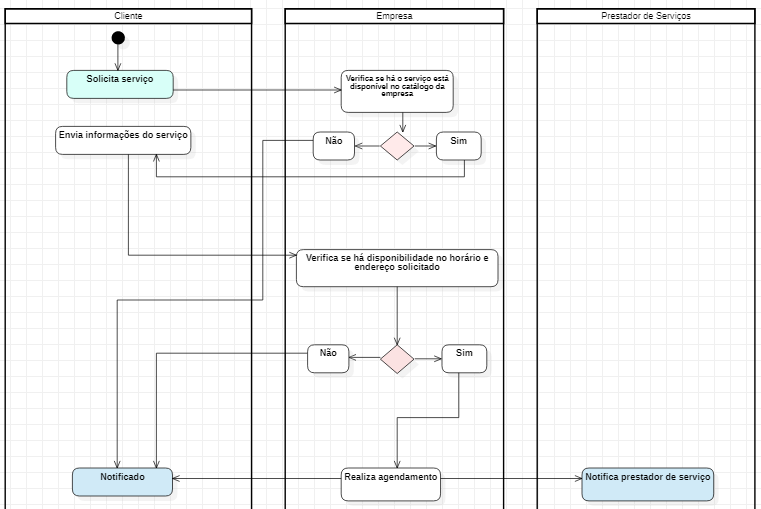 Cliente
Empresa
Prestador de Serviços
Solicita serviço
Verifica se há o serviço está
disponível no catálogo da
empresa
Envia informações do serviço
Não
Sim
Verifica se há disponibilidade no horário e
endereço solicitado
Não
Sim
Notificado
Realiza agendamento
Notifica prestador de serviço